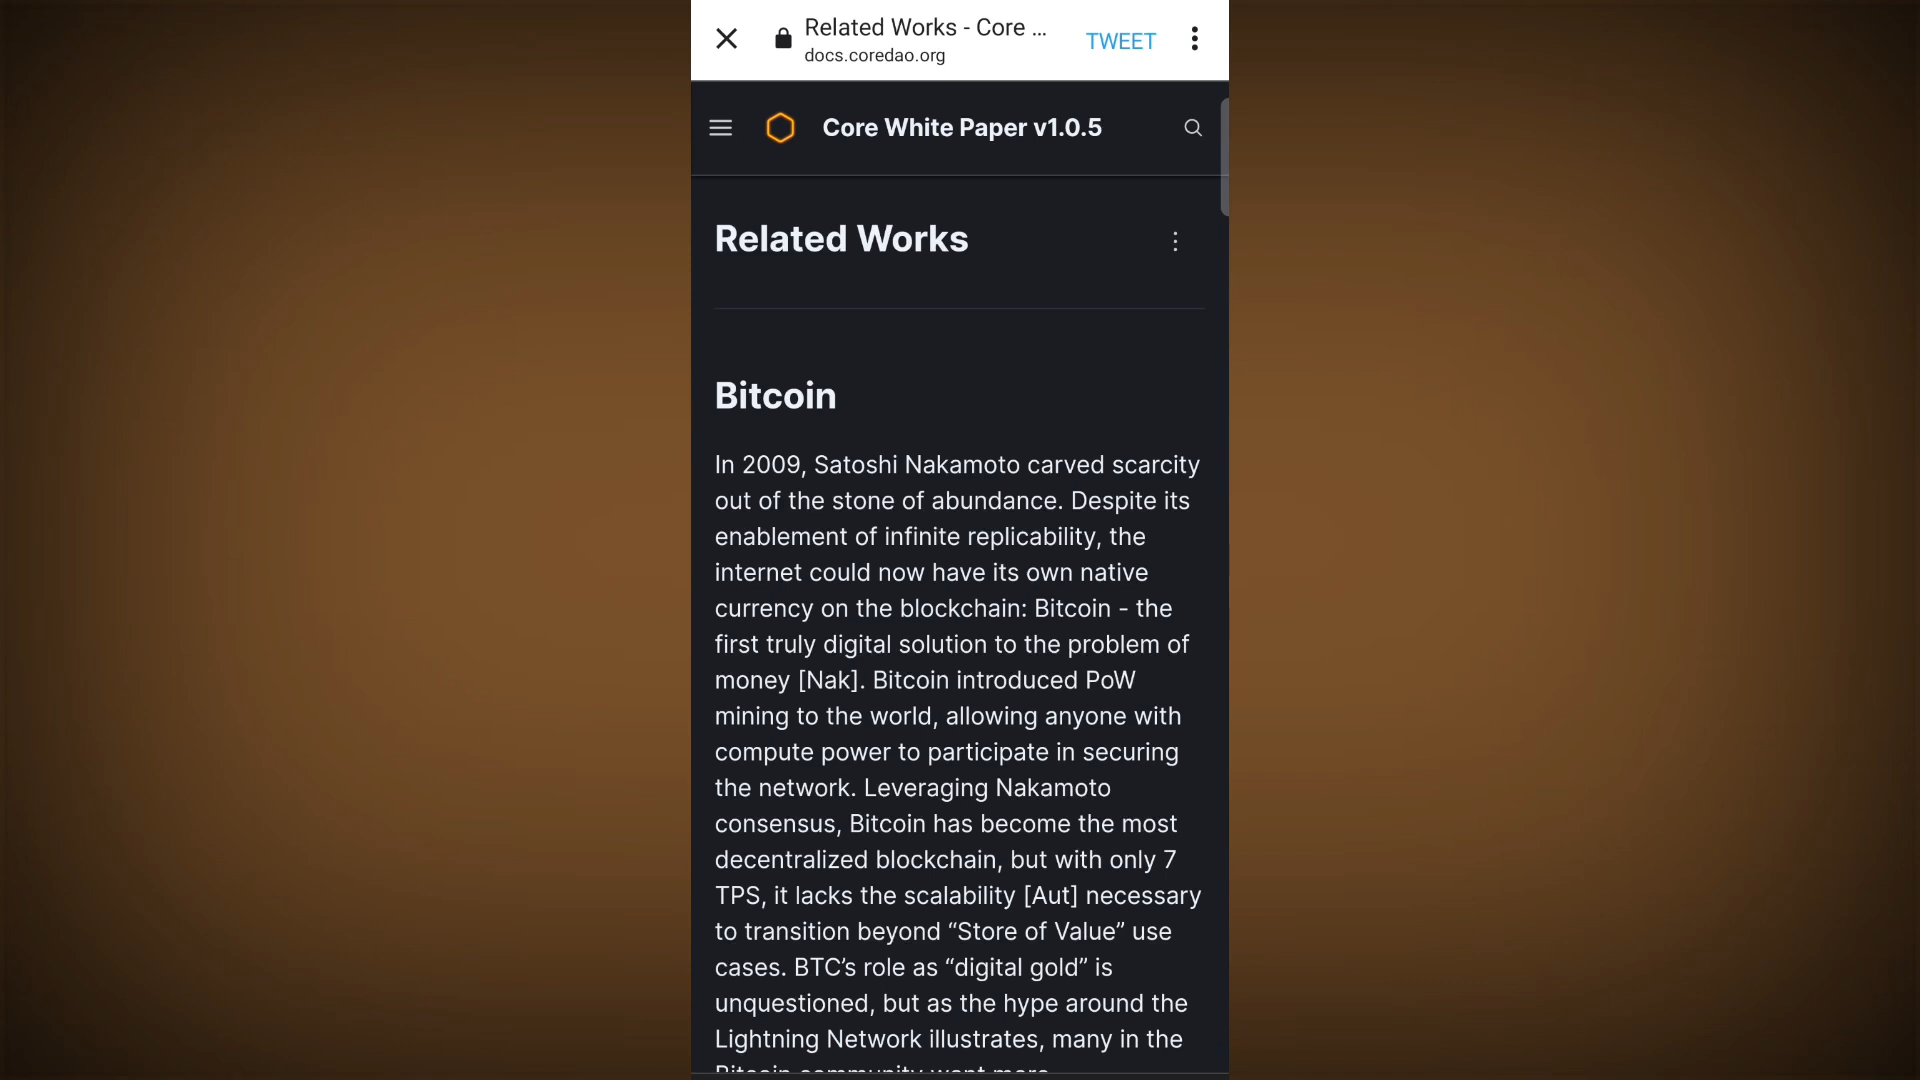 Related Works - Core ...
docs.coredao.org
TWEET
Core White Paper v1.0.5
Related Works
Bitcoin
In 2009, Satoshi Nakamoto carved scarcity
out of the stone of abundance. Despite its
enablement of infinite replicability, the
internet could now have its own native
currency on the blockchain: Bitcoin - the
first truly digital solution to the problem of
money [Nak]. Bitcoin introduced PoW
mining to the world, allowing anyone with
compute power to participate in securing
the network. Leveraging Nakamoto
consensus, Bitcoin has become the most
decentralized blockchain, but with only 7
TPS, it lacks the scalability [Aut] necessary
to transition beyond “Store of Value” use
cases. BTC’s role as “digital gold” is
unquestioned, but as the hype around the
Lightning Network illustrates, many in the
Bitcoin community want more